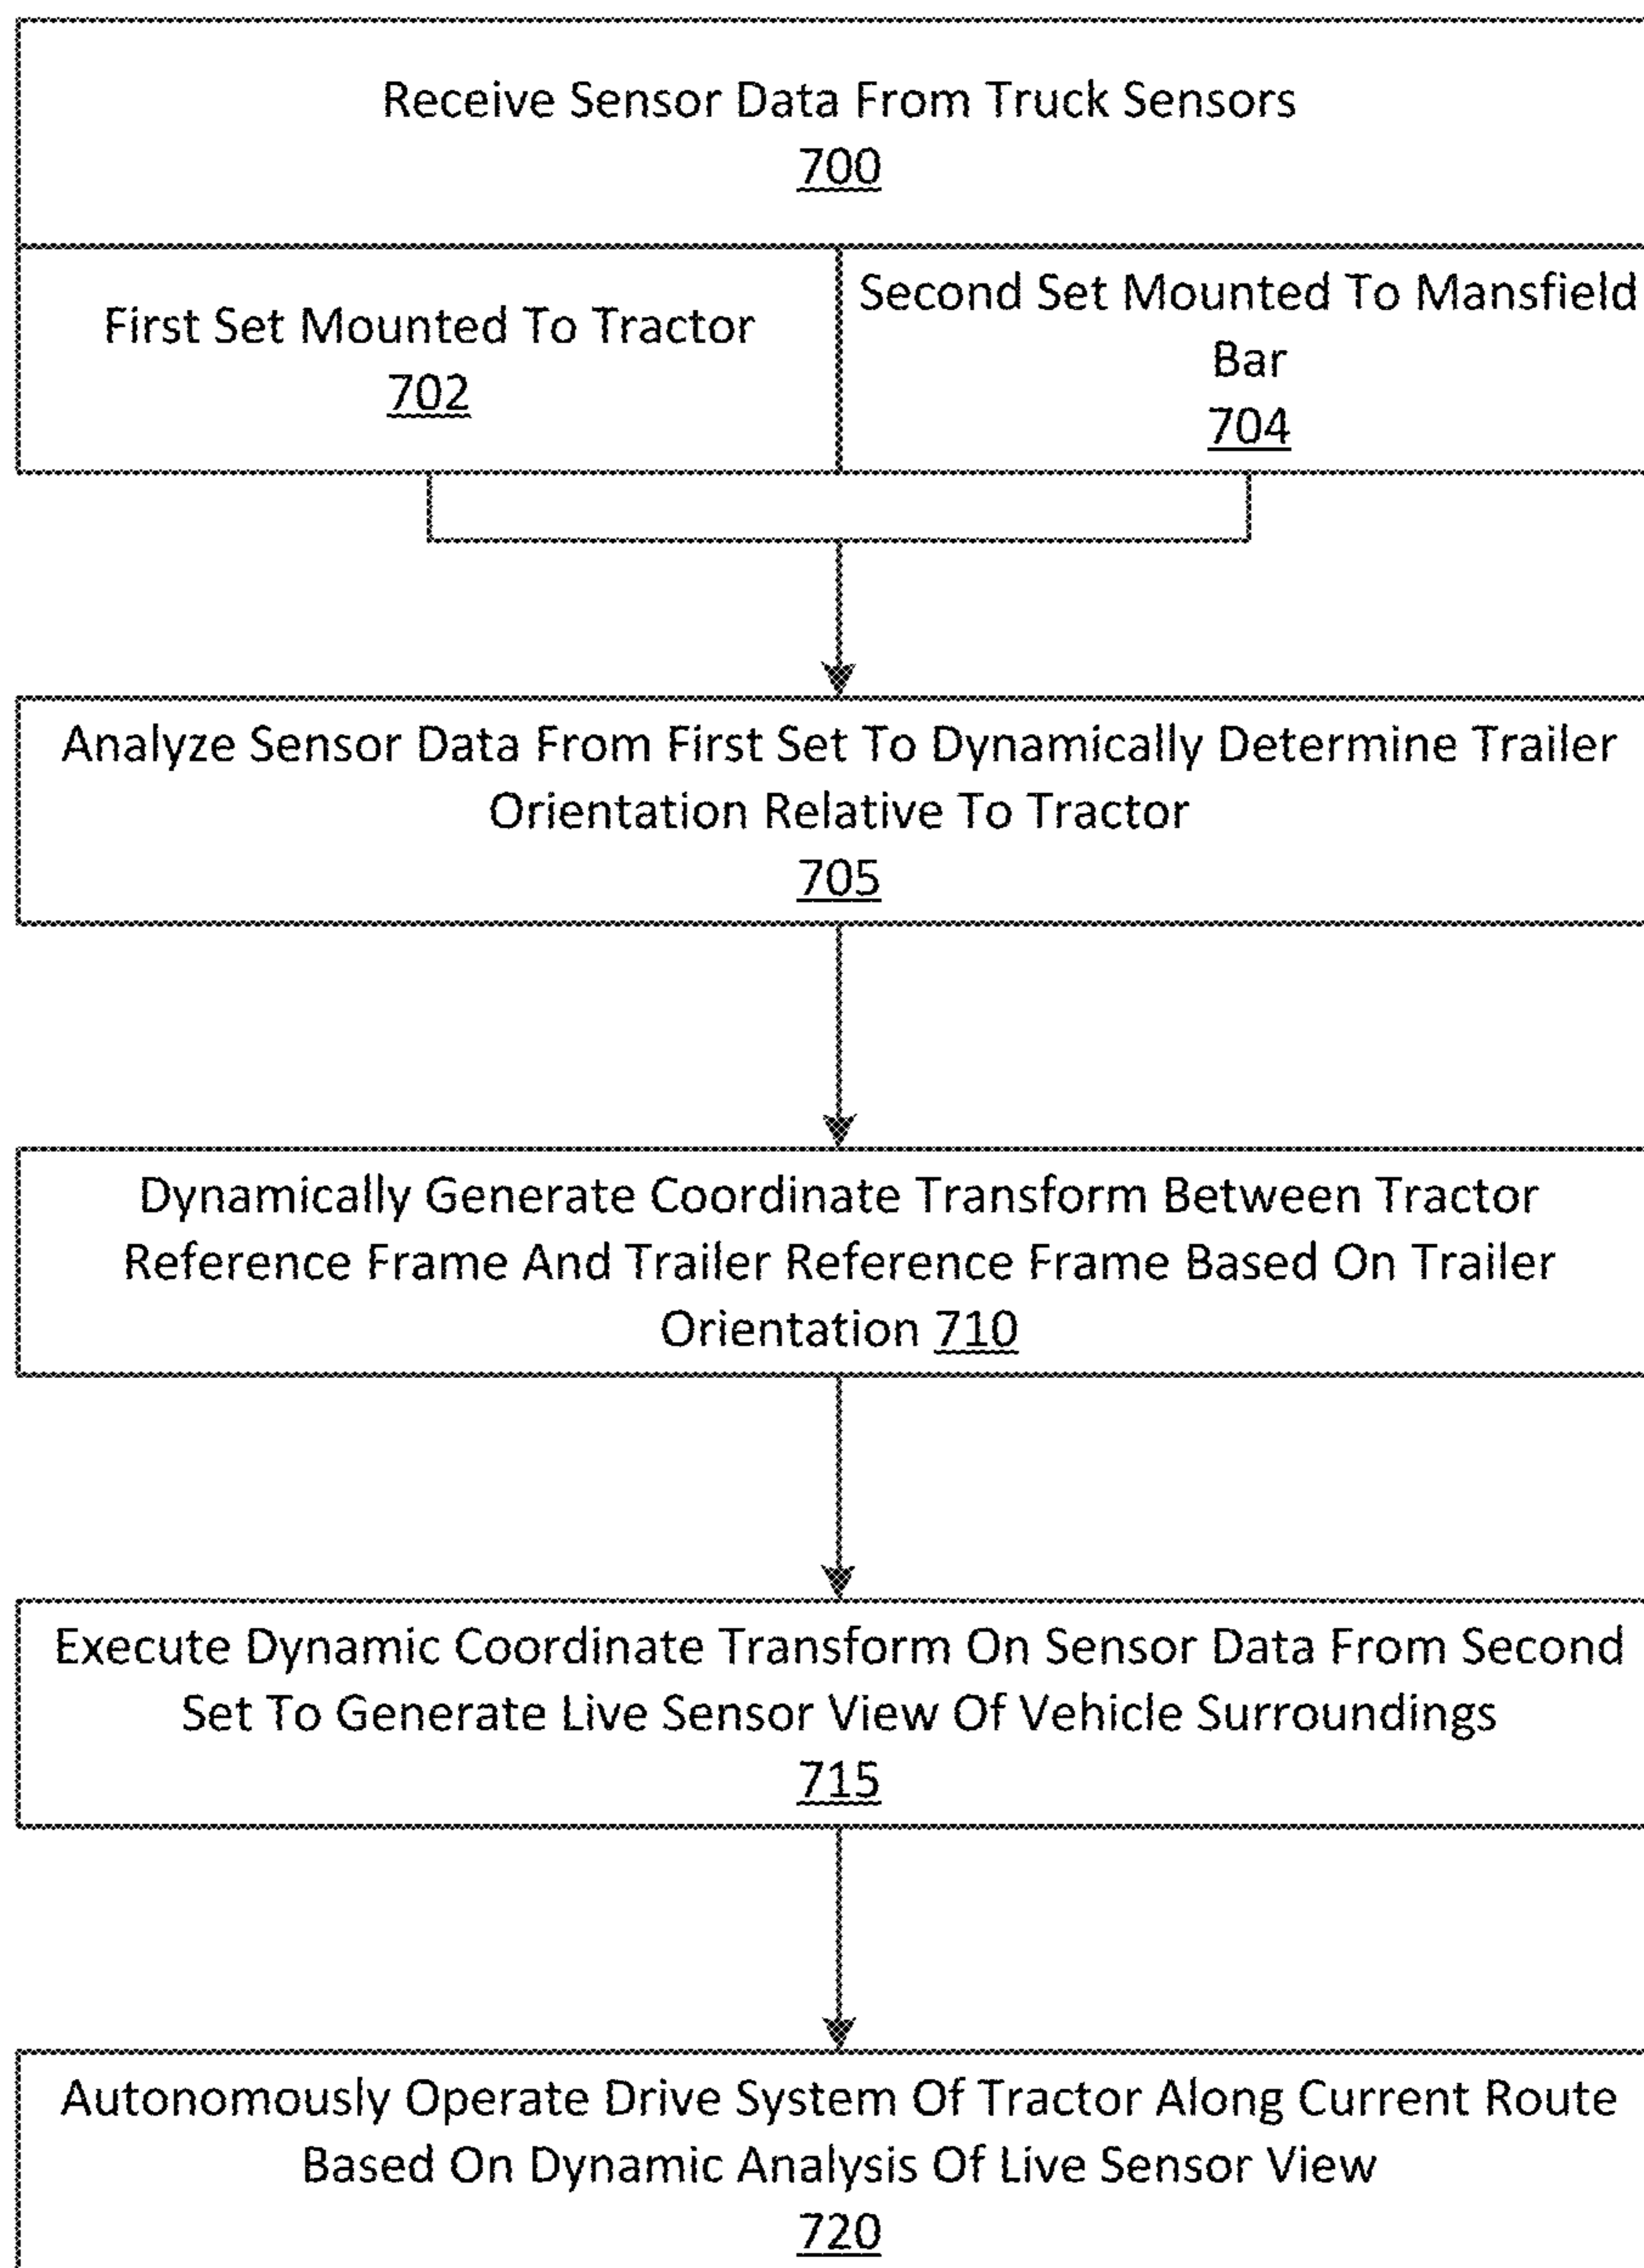 Receive Sensor Data From Truck Sensors
700
First Set Mounted To Tractor
702
Second Set Mounted To Mansfield
Bar
704
Analyze Sensor Data From First Set To Dynamically Determine Trailer
Orientation Relative To Tractor
705
Dynamically Generate Coordinate Transform Between Tractor
Reference Frame And Trailer Reference Frame Based On Trailer
Orientation 710
Execute Dynamic Coordinate Transform On Sensor Data From Second
Set To Generate Live Sensor View Of Vehicle Surroundings
715
Autonomously Operate Drive System Of Tractor Along Current Route
Based On Dynamic Analysis Of Live Sensor View
720